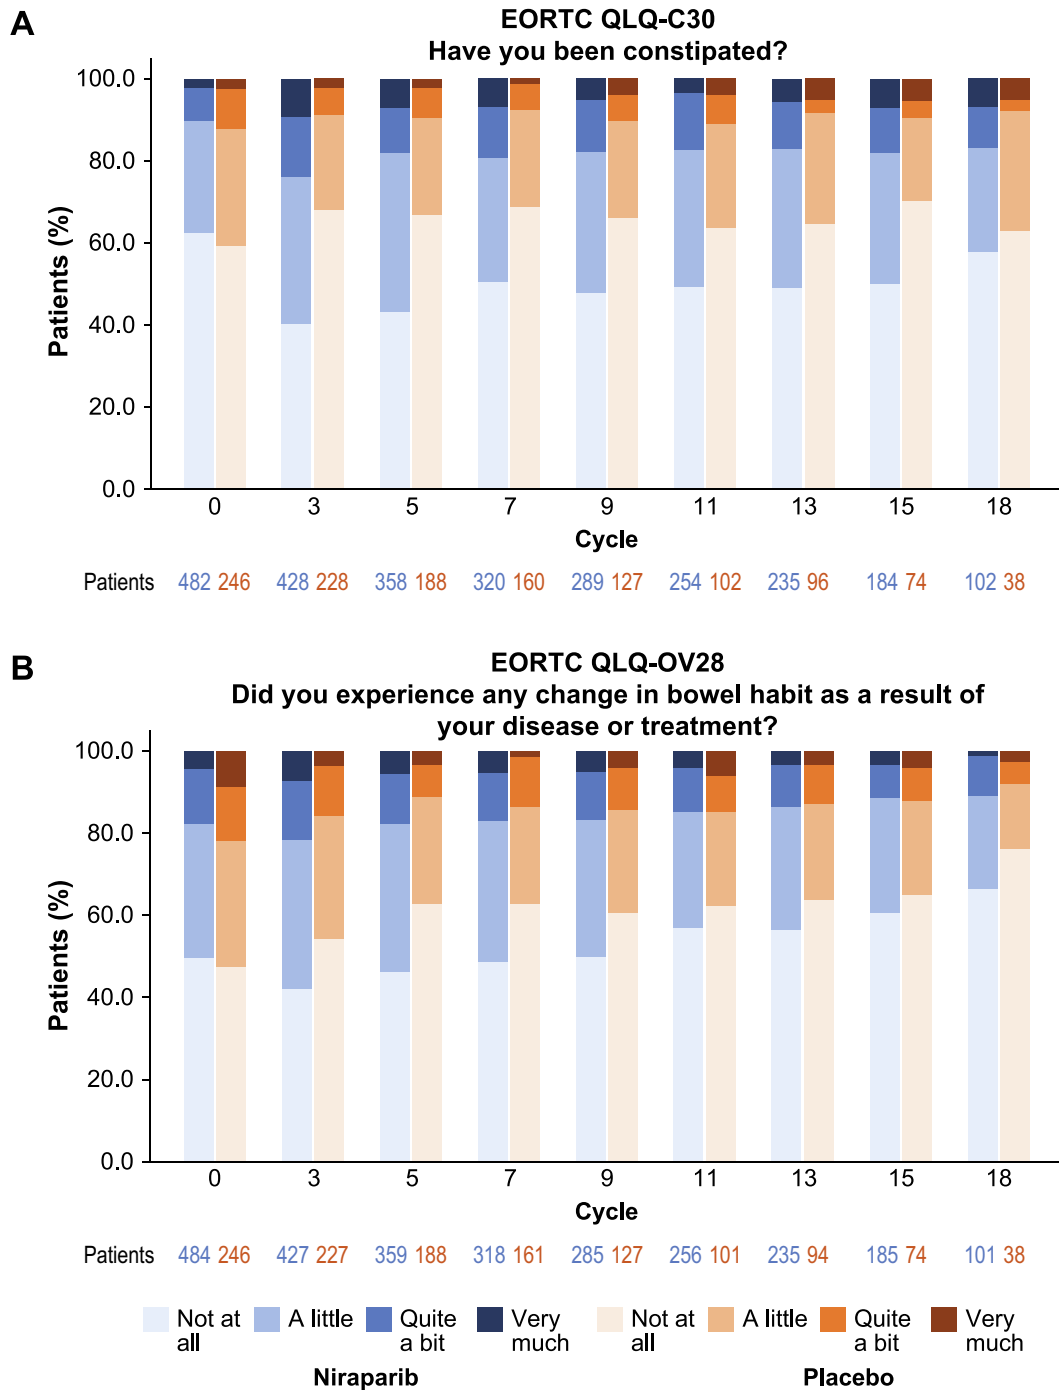 A
EORTC QLQ-C30
Have you been constipated?
Patients (%)
100.0
80.0
60.0
40.0
20.0
0.0
0 3 5 7 9 11 13 15 18
Cycle
Patients 482 246 428 228 358 188 320 160 289 127 254 102 235 96 184 74 102 38
B
EORTC QLQ-OV28
Did you experience any change in bowel habit as a result of
your disease or treatment?
Patients (%)
100.0
80.0
60.0
40.0
20.0
0.0
0 3 5 7 9 11 13 15 18
Cycle
Patients 484 246 427 227 359 188 318 161 285 127 256 101 235 94 185 74 101 38
Not at all
A little
Quite a bit
Very much
Not at all
A little
Quite a bit
Very much
Niraparib
Placebo